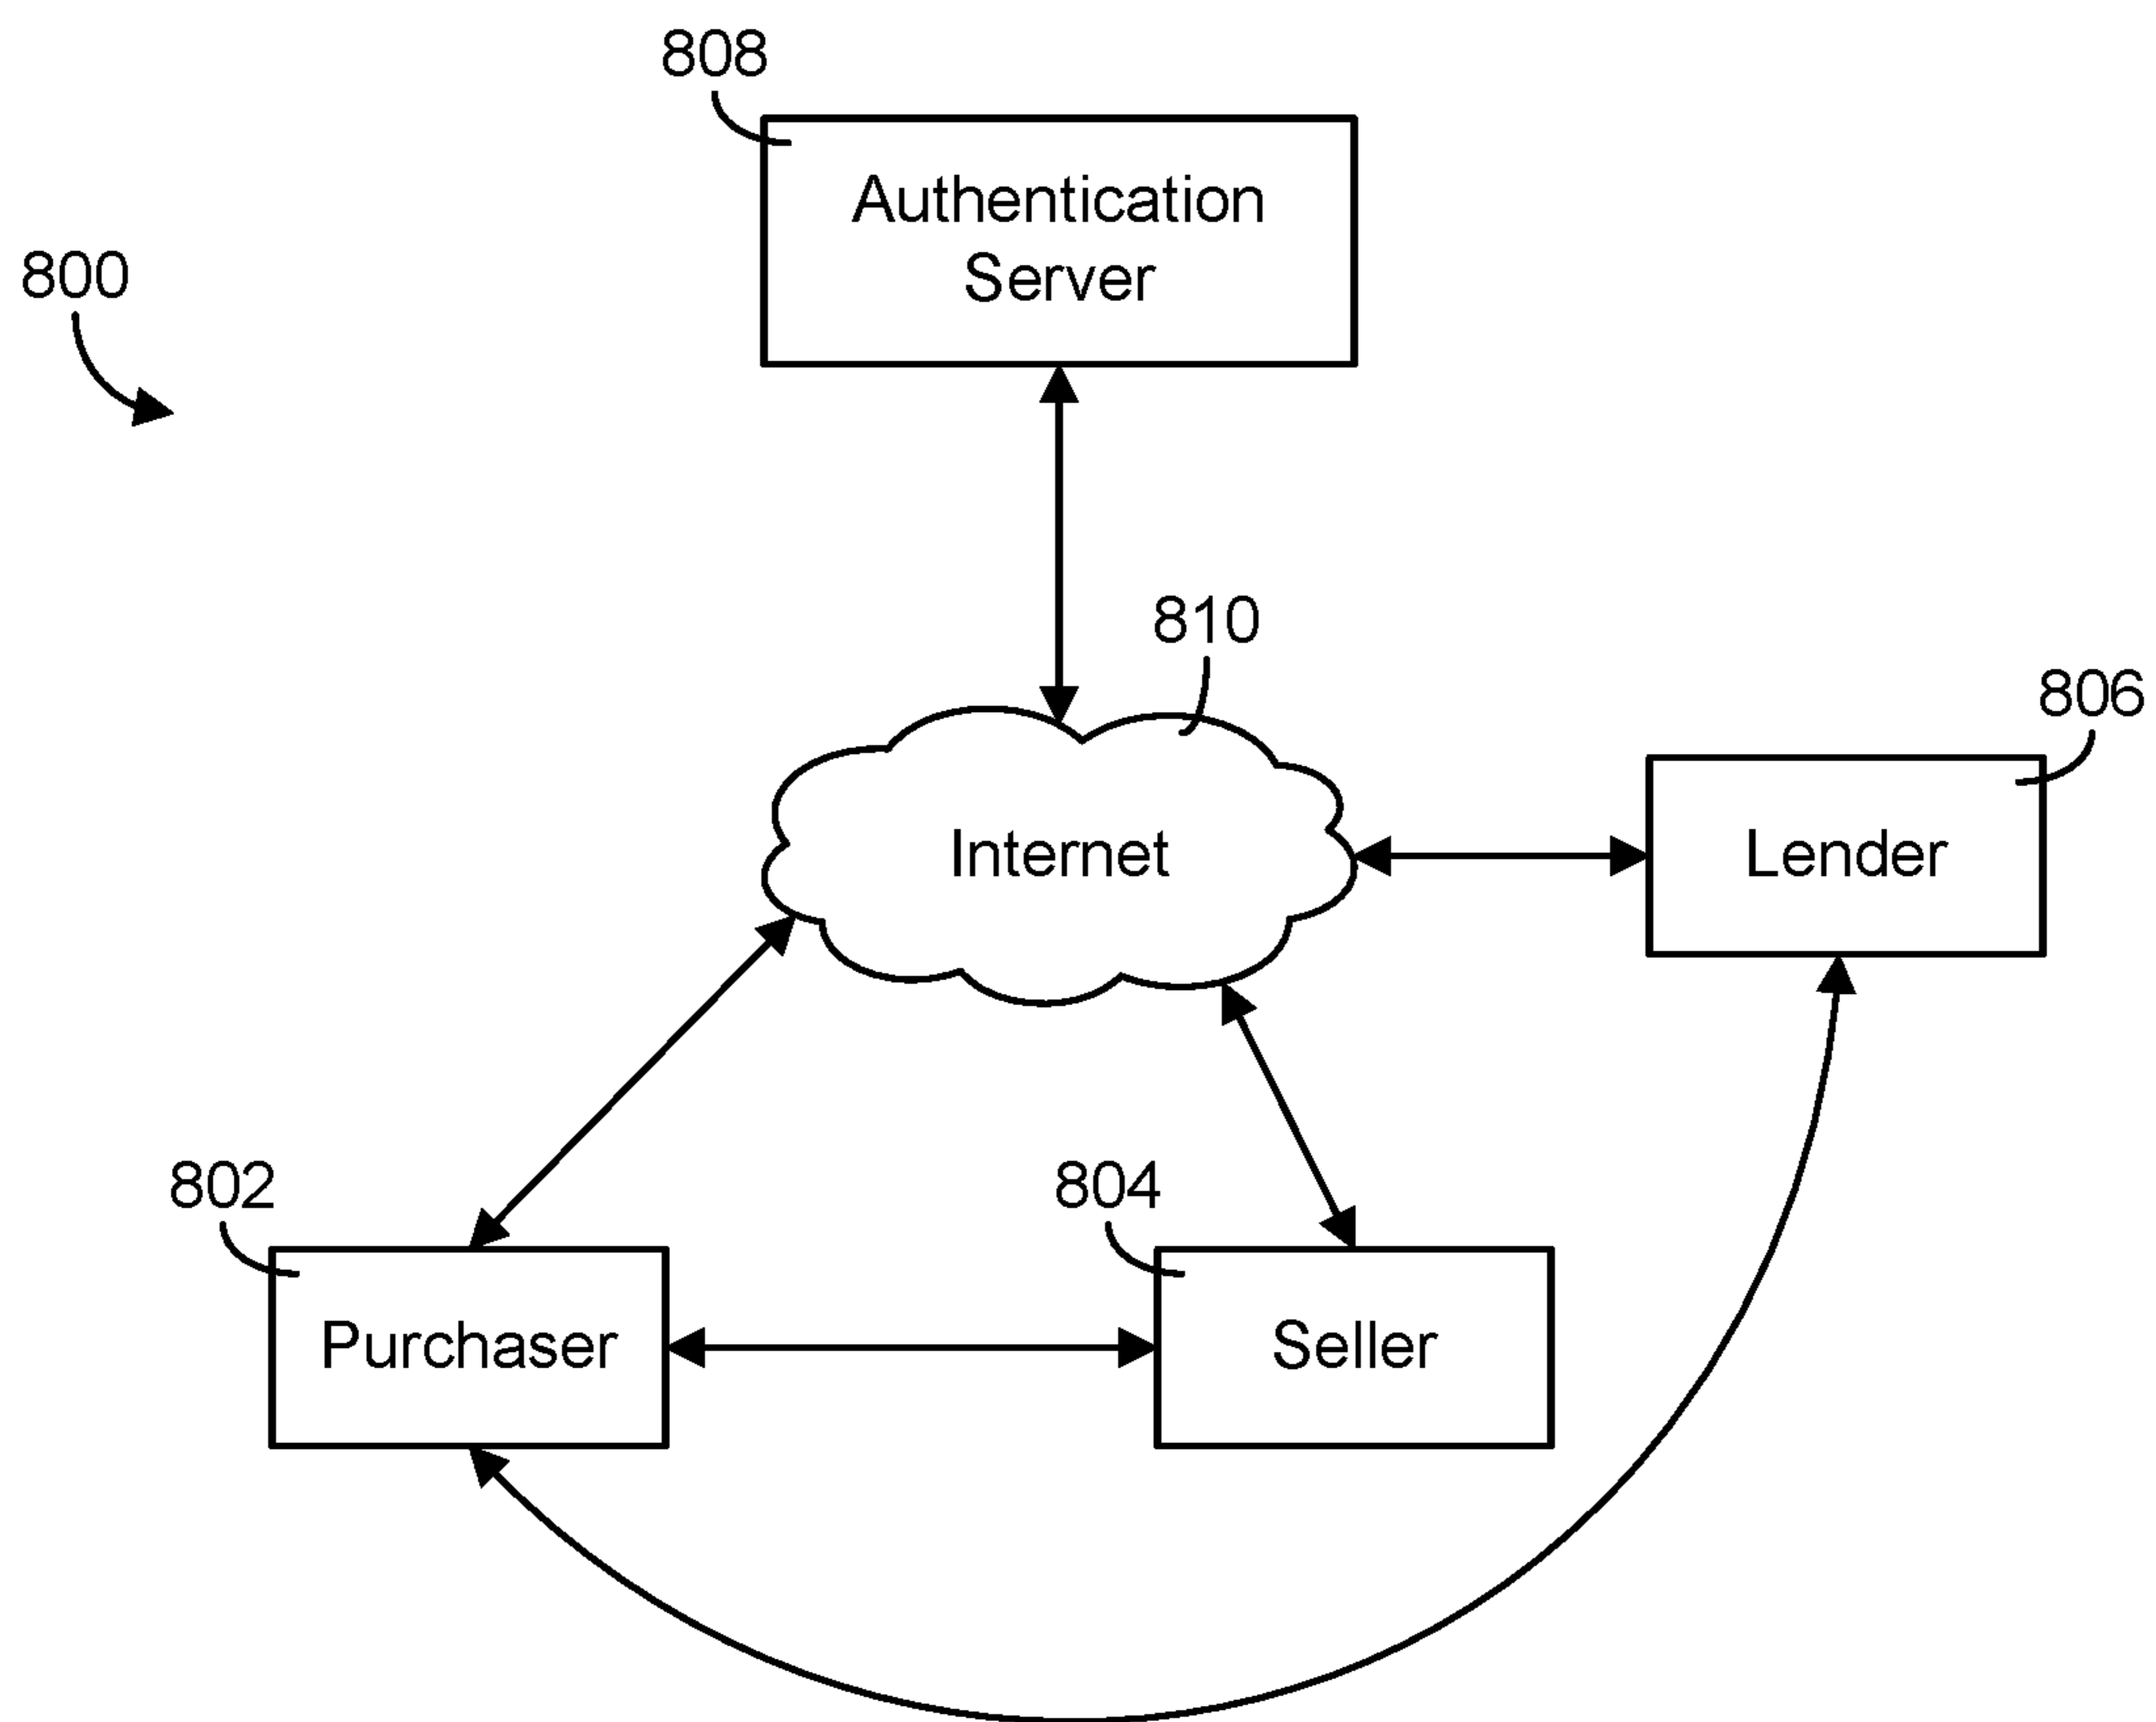 808
Authentication
Server
800
810
806
Internet
Lender
802
804
Purchaser
Seller